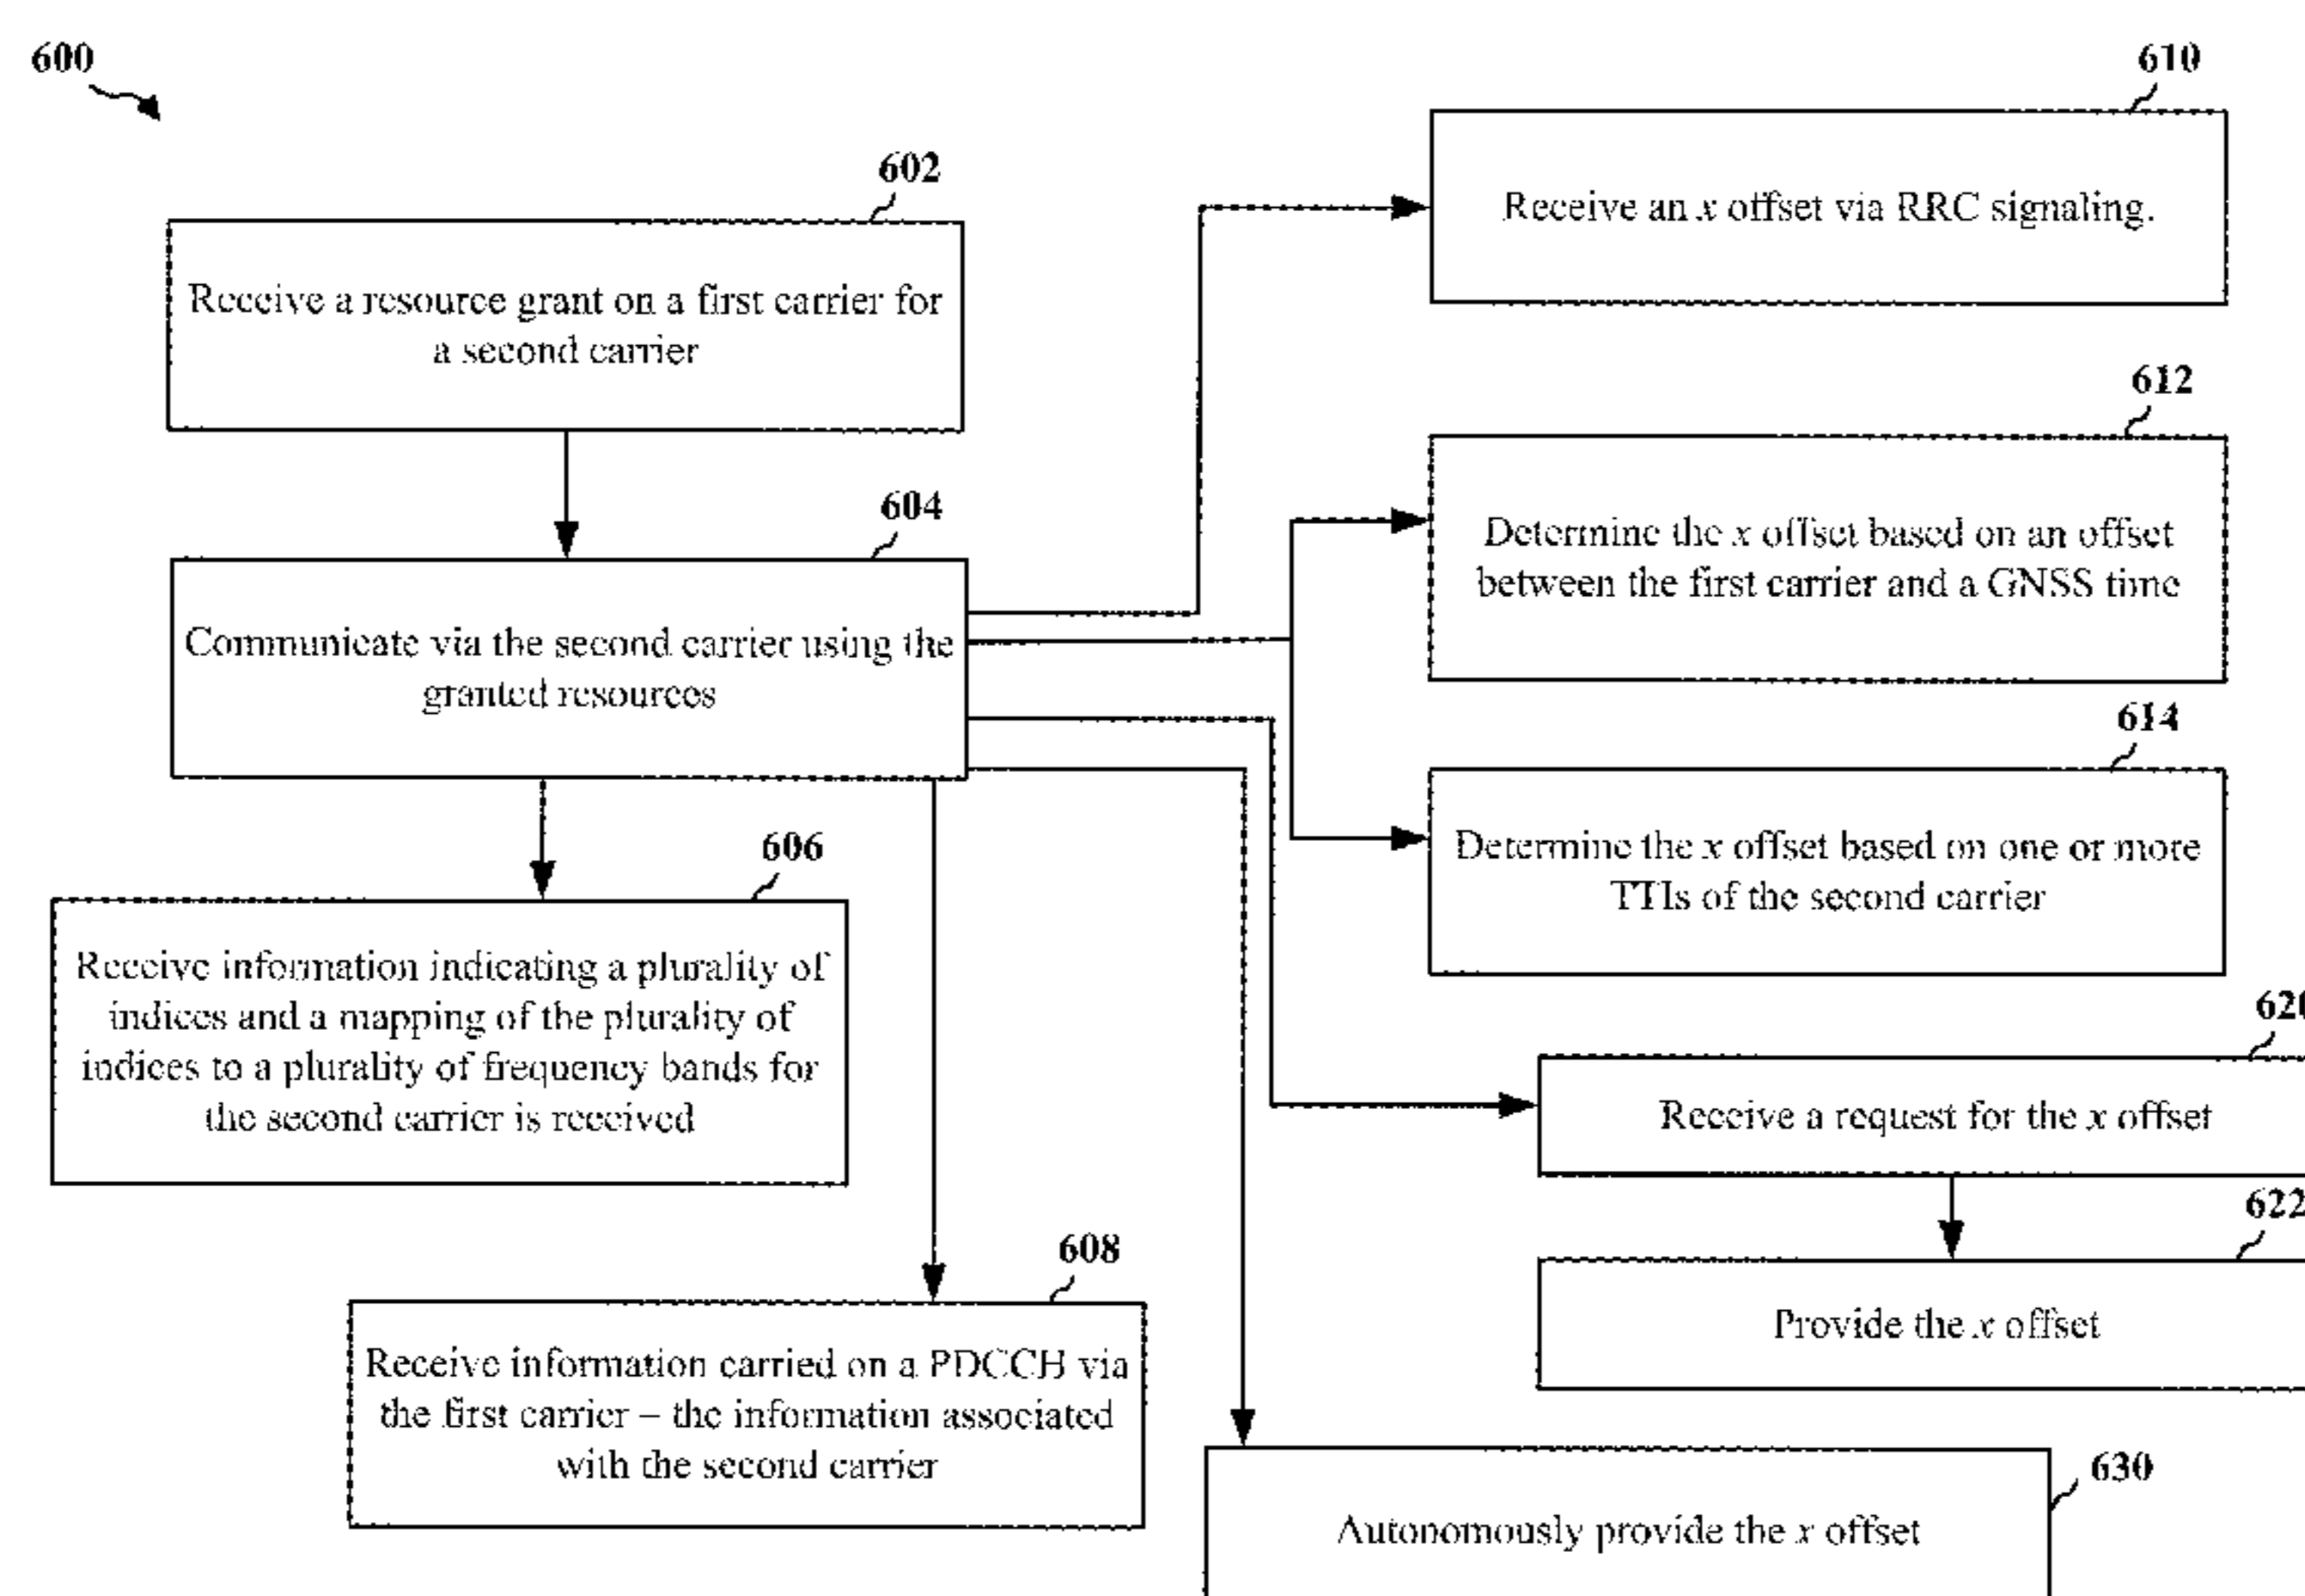 600
602
Receive a resource grant on a first carrier for
a second carrier
604
Communicate via the second carrier using the
granted resources
606
Receive information indicating a plurality of
indices and a mapping of the plurality of
indices to a plurality of frequency bands for
the second carrier is received
608
Receive information carried on a PDCCH via
the first carrier – the information associated
with the second carrier
610
Receive an x offset via RRC signaling.
612
Determine the x offset based on an offset
between the first carrier and a GNSS time
614
Determine the x offset based on one or more
TTIs of the second carrier
620
Receive a request for the x offset
622
Provide the x offset
630
Autonomously provide the x offset